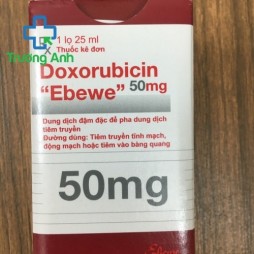 Trường Anh
1 lọ 25 ml
Thuốc kê đơn
Doxorubicin
"Ebewe" 50mg
Dung dịch đậm đặc để pha dung dịch
tiêm truyền
Đường dùng: Tiêm truyền tĩnh mạch,
động mạch hoặc tiêm vào bàng quang
50mg